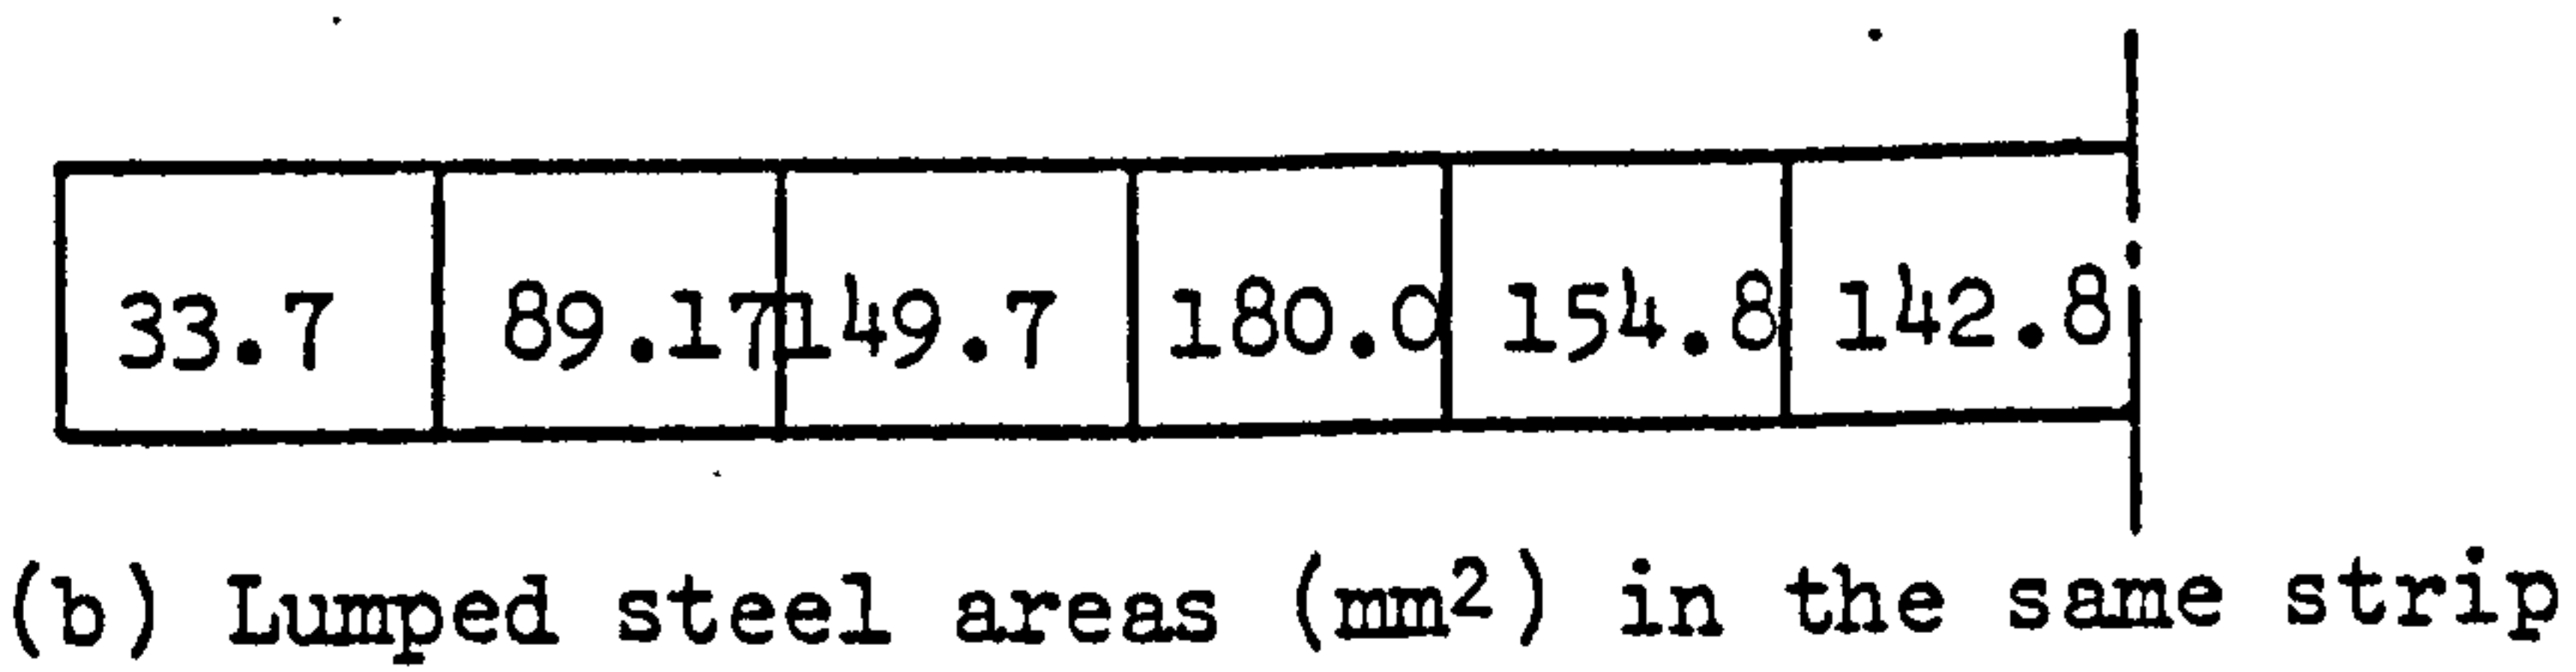 33.7 89.17 149.7 180.0 154.8 142.8
(b) Lumped steel areas (mm²) in the same strip